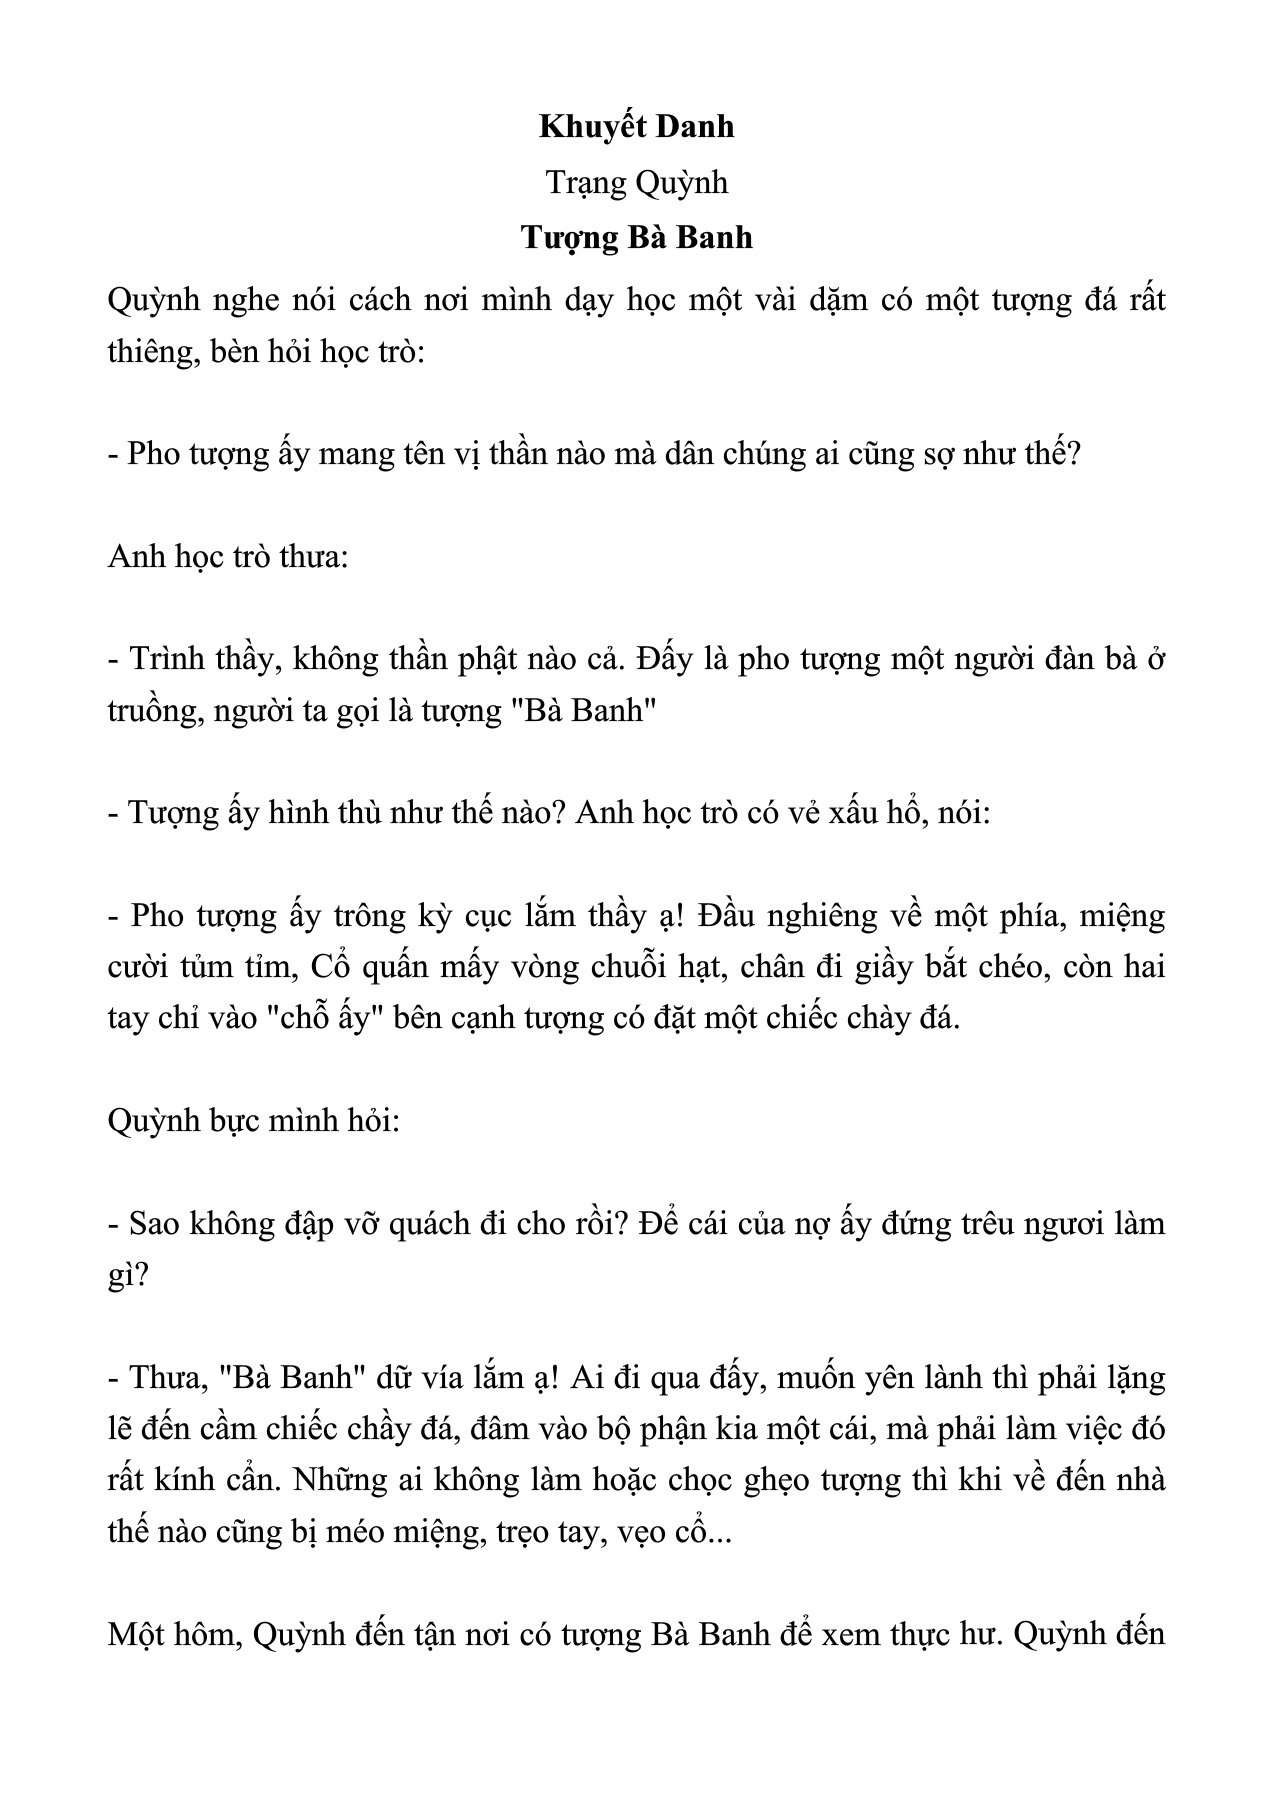 Khuyết Danh
Trạng Quỳnh
Tượng Bà Banh
Quỳnh nghe nói cách nơi mình dạy học một vài dặm có một tượng đá rất
thiêng, bèn hỏi học trò:
- Pho tượng ấy mang tên vị thần nào mà dân chúng ai cũng sợ như thế?
Anh học trò thưa:
- Trình thầy, không thần phật nào cả. Đấy là pho tượng một người đàn bà ở
truồng, người ta gọi là tượng "Bà Banh"
- Tượng ấy hình thù như thế nào? Anh học trò có vẻ xấu hổ, nói:
- Pho tượng ấy trông kỳ cục lắm thầy ạ! Đầu nghiêng về một phía, miệng
cười tủm tỉm, Cổ quấn mấy vòng chuỗi hạt, chân đi giầy bắt chéo, còn hai
tay chỉ vào "chỗ ấy" bên cạnh tượng có đặt một chiếc chày đá.
Quỳnh bực mình hỏi:
- Sao không đập vỡ quách đi cho rồi? Để cái của nợ ấy đứng trêu ngươi làm
gì?
- Thưa, "Bà Banh" dữ vía lắm ạ! Ai đi qua đấy, muốn yên lành thì phải lặng
lẽ đến cầm chiếc chầy đá, đâm vào bộ phận kia một cái, mà phải làm việc đó
rất kính cẩn. Những ai không làm hoặc chọc ghẹo tượng thì khi về đến nhà
thế nào cũng bị méo miệng, trẹo tay, vẹo cổ...
Một hôm, Quỳnh đến tận nơi có tượng Bà Banh để xem thực hư. Quỳnh đến